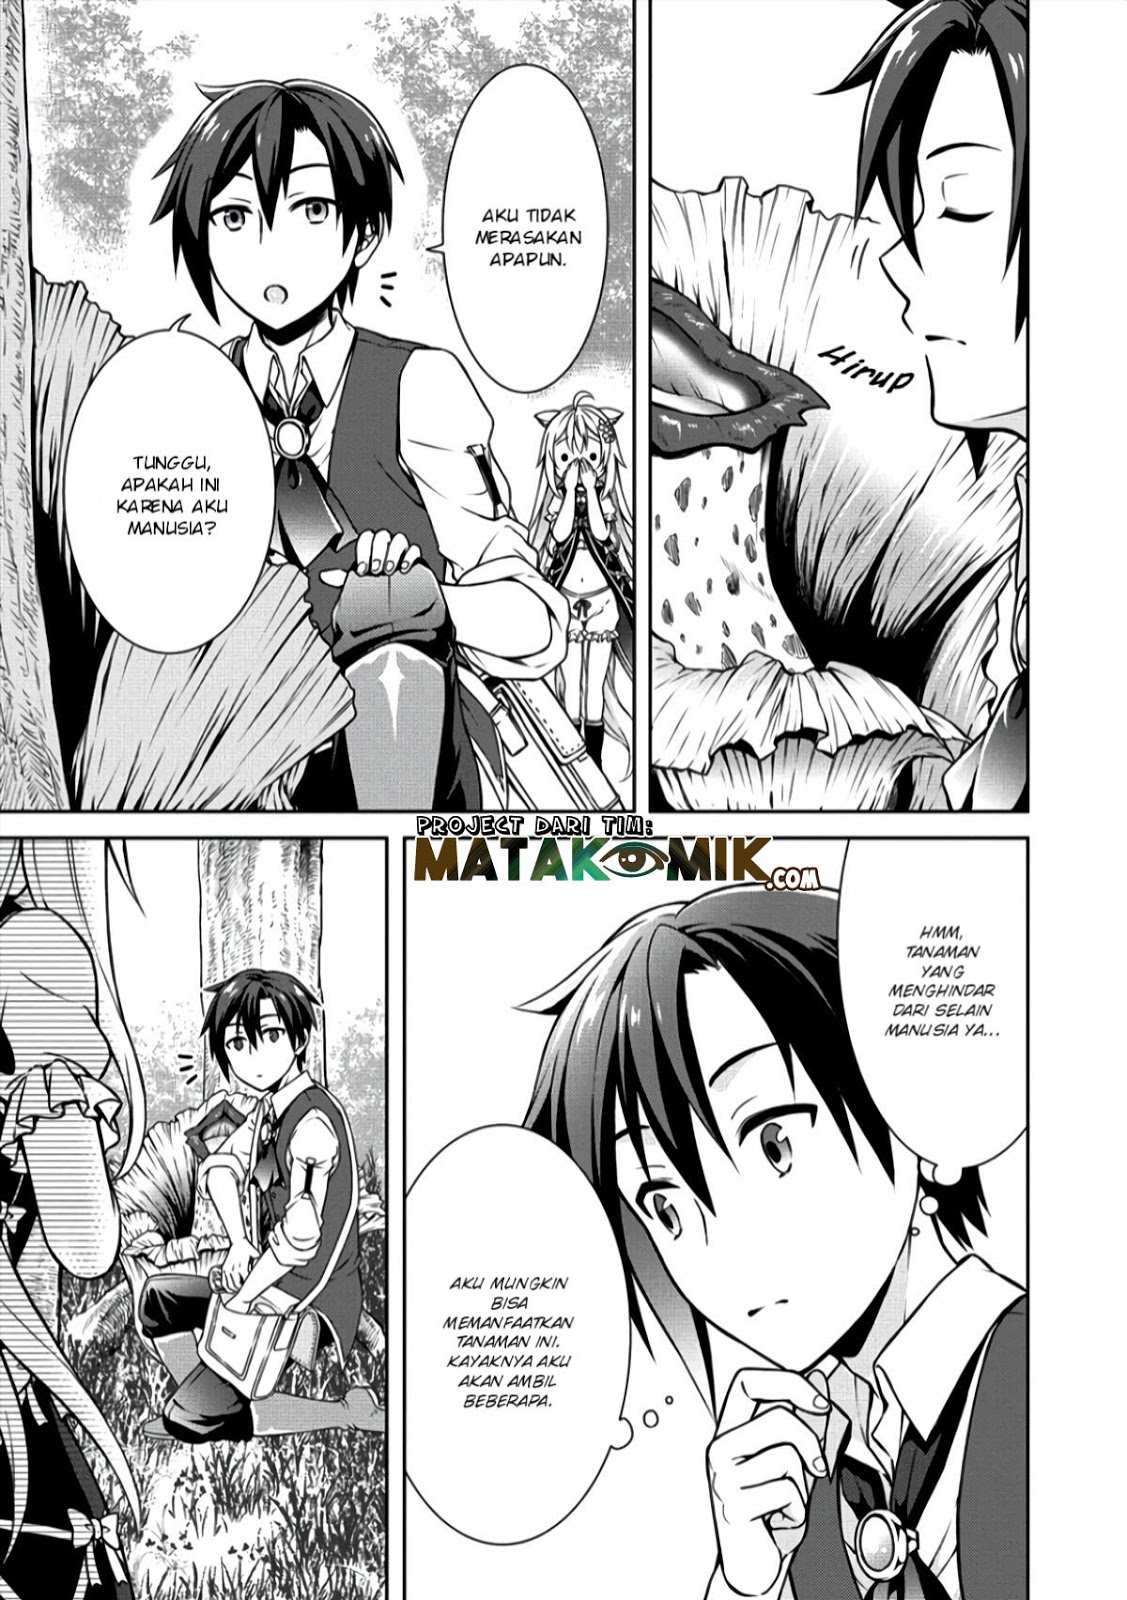 Hirup
AKU TIDAK
MERASAKAN
APAPUN.
TUNGGU,
APAKAH INI
KARENA AKU
MANUSIA?
PROJECT DARI TIM:
MATAKOMIK
.COM
HMM,
TANAMAN
YANG
MENGHINDAR
DARI SELAIN
MANUSIA YA...
AKU MUNGKIN
BISA
MEMANFAATKAN
TANAMAN INI.
KAYAKNYA AKU
AKAN AMBIL
BEBERAPA.